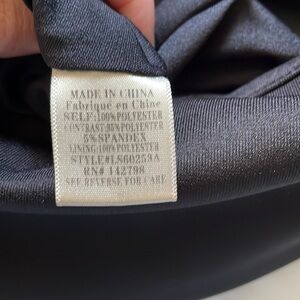 MADE IN CHINA
Fabriqué en Chine
SELF:100%POLYESTER
CONTRAST:95%POLYESTER
5% SPANDEX
LINING:100%POLYESTER
STYLE#LS60253A
RN# 142798
SEE REVERSE FOR CARE